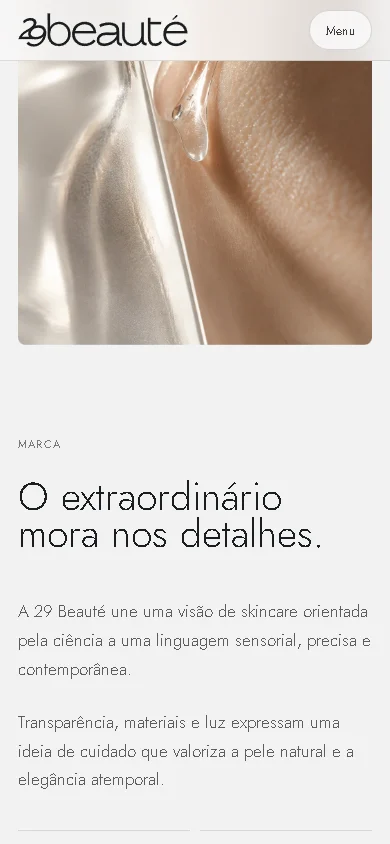 29beauté
Menu
MARCA
O extraordinário
mora nos detalhes.
A 29 Beauté une uma visão de skincare orientada
pela ciência a uma linguagem sensorial, precisa e
contemporânea.
Transparência, materiais e luz expressam uma
ideia de cuidado que valoriza a pele natural e a
elegância atemporal.